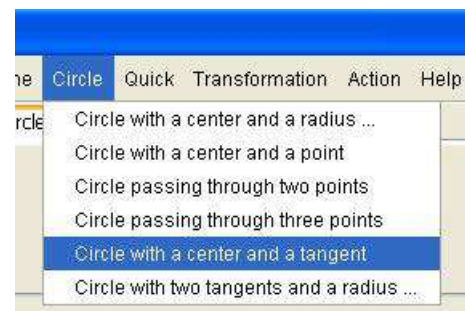 ne Circle Quick Transformation Action Help
rcle
Circle with a center and a radius ...
Circle with a center and a point
Circle passing through two points
Circle passing through three points
Circle with a center and a tangent
Circle with two tangents and a radius ...